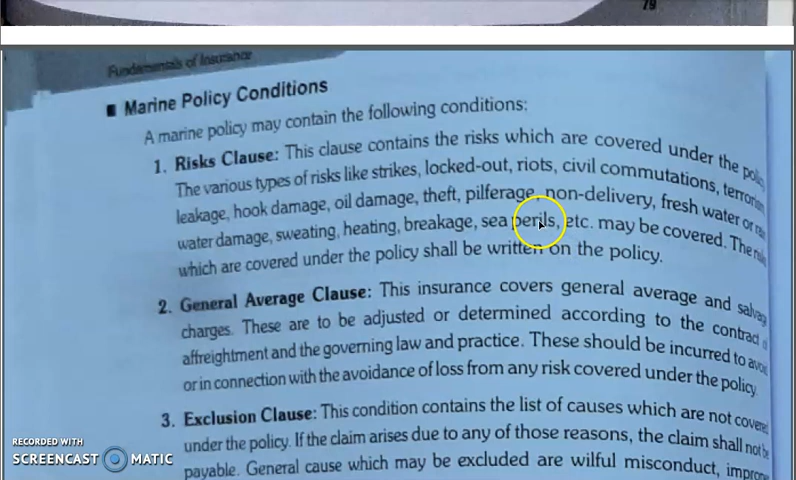 79
Fundamentals of Insurance
Marine Policy Conditions
A marine policy may contain the following conditions:
1. Risks Clause: This clause contains the risks which are covered under the
The various types of risks like strikes, locked-out, riots, civil commutations,
leakage, hook damage, oil damage, theft, pilferage, non-delivery, fresh water or
water damage, sweating, heating, breakage, sea perils, etc. may be covered. The
which are covered under the policy shall be written on the policy.
2. General Average Clause: This insurance covers general average and
charges. These are to be adjusted or determined according to the contract
affreightment and the governing law and practice. These should be incurred to
or in connection with the avoidance of loss from any risk covered under the policy.
3. Exclusion Clause: This condition contains the list of causes which are not
under the policy. If the claim arises due to any of those reasons, the claim shall not
payable. General cause which may be excluded are wilful misconduct,
RECORDED WITH
SCREENCAST MATIC